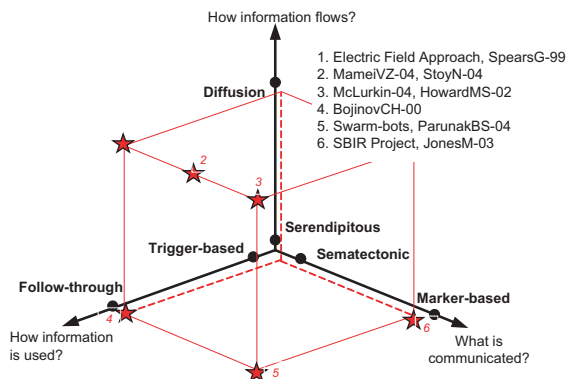 How information flows?
1. Electric Field Approach, SpearsG-99
2. MameiVZ-04, StoyN-04
3. McLurkin-04, HowardMS-02
4. BojinovCH-00
5. Swarm-bots, ParunakBS-04
6. SBIR Project, JonesM-03
Diffusion
2
3
Serendipitous
Trigger-based
Sematectonic
Follow-through
Marker-based
4
6
How information
is used?
What is
communicated?
5